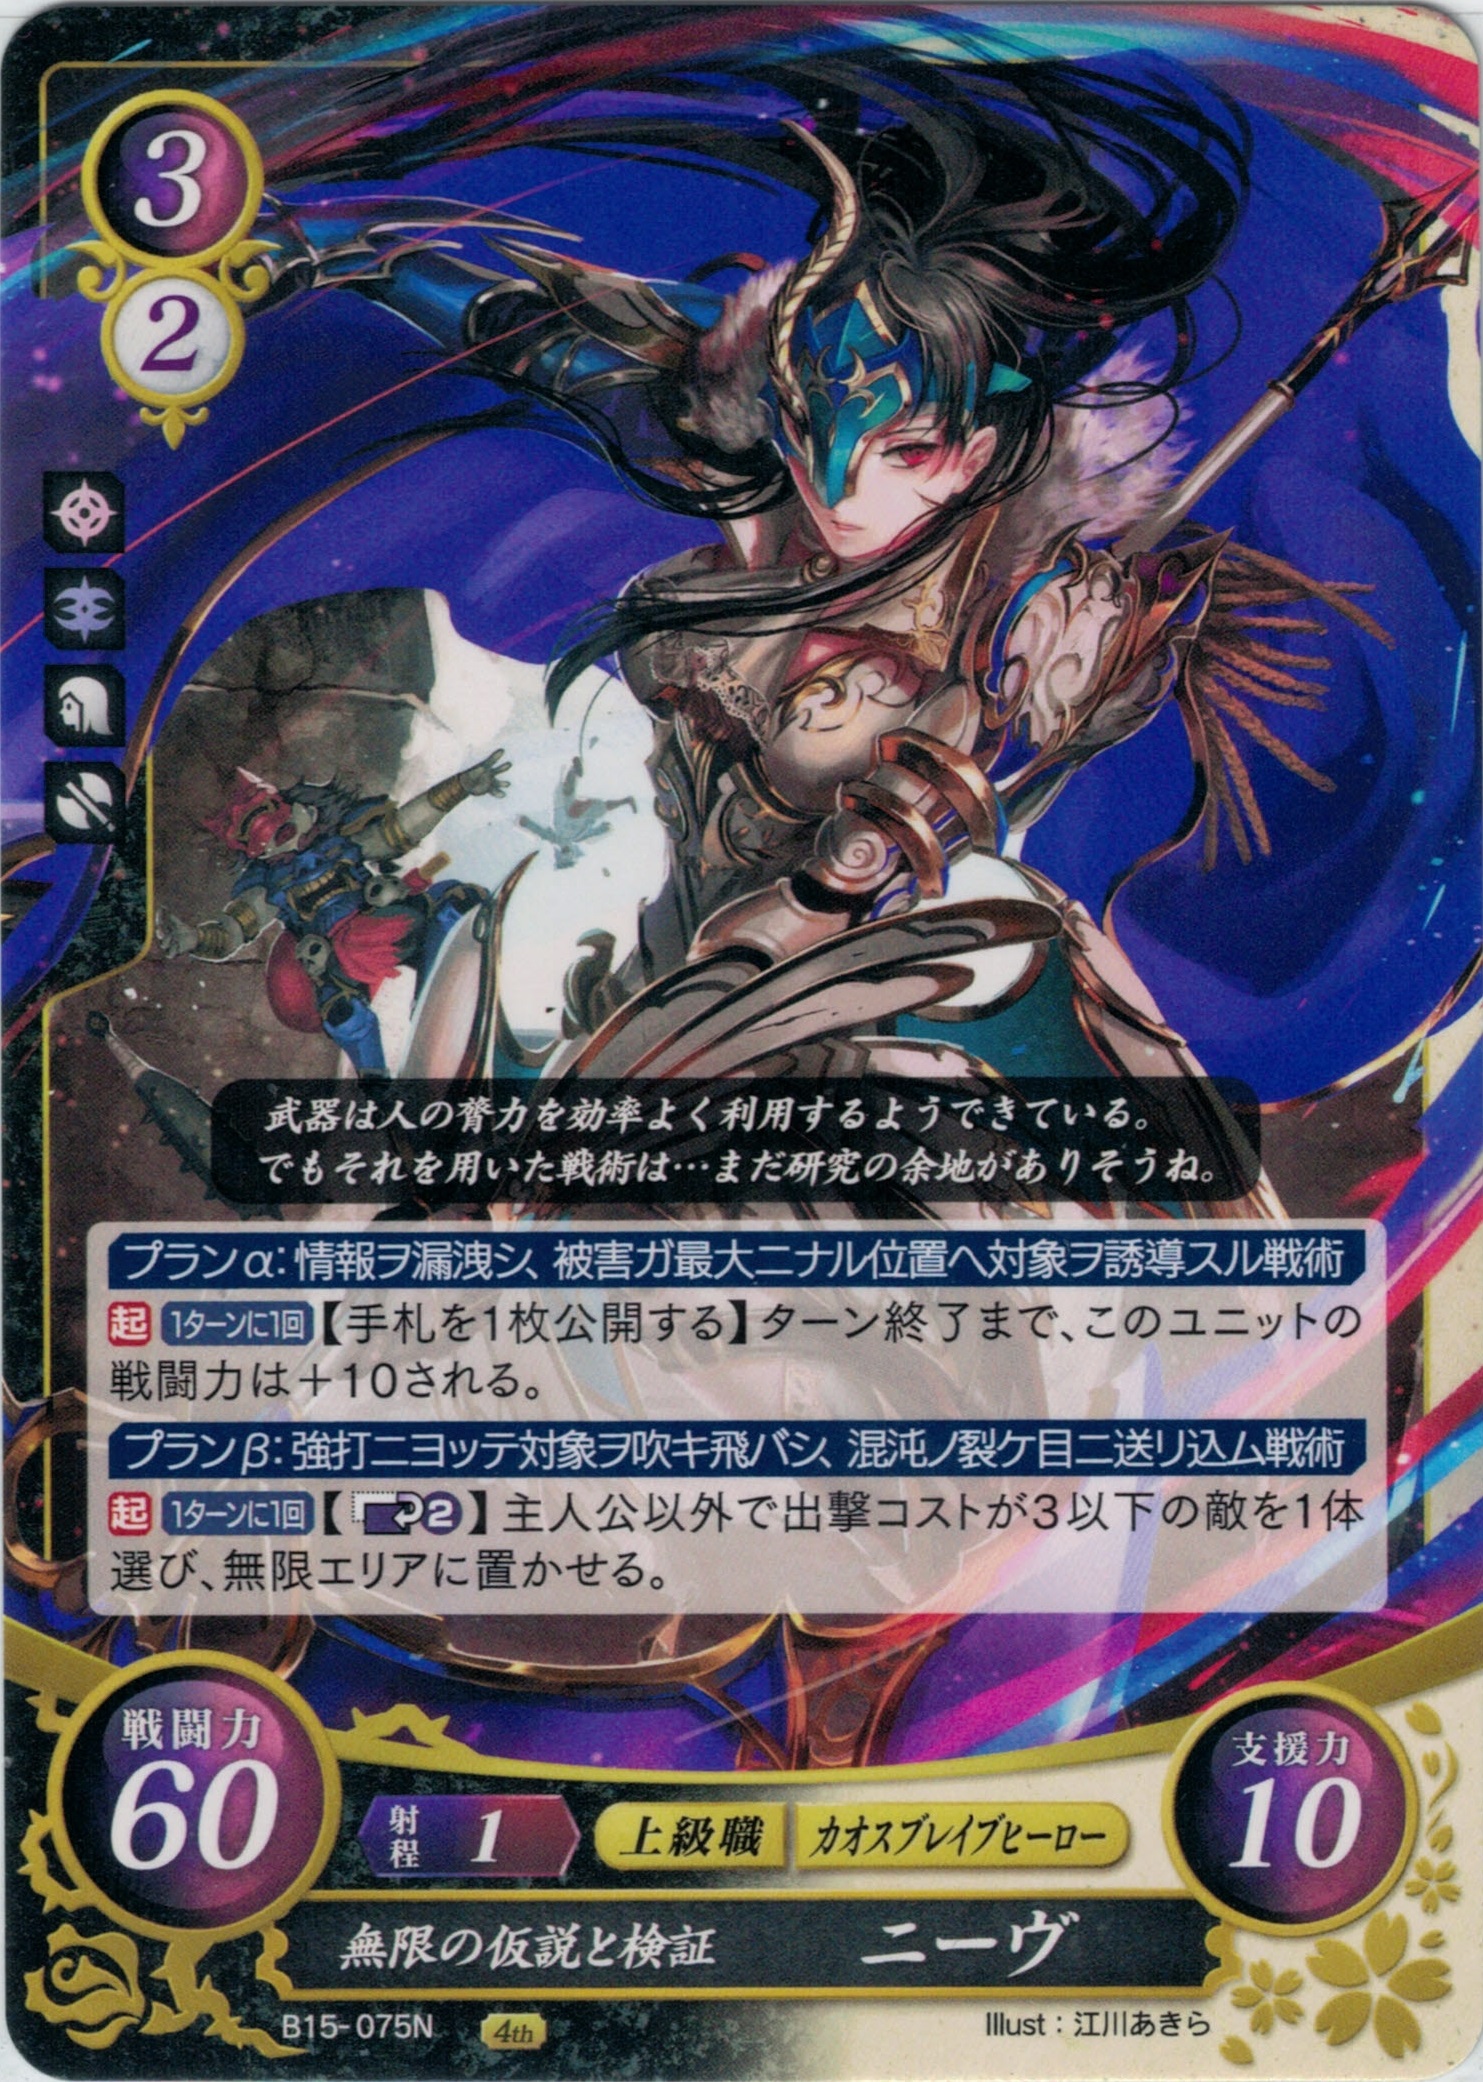 3
2
武器は人の膂力を効率よく利用するようできている。
でもそれを用いた戦術は…まだ研究の余地がありそうね。
プランα:情報ヲ漏洩シ、被害ガ最大ニナル位置ヘ対象ヲ誘導スル戦術
起 1ターンに1回【手札を1枚公開する】ターン終了まで、このユニットの
戦闘力は＋10される。
プランβ:強打ニヨッテ対象ヲ吹キ飛バシ、混沌ノ裂ケ目ニ送リ込ム戦術
起 1ターンに1回【2】主人公以外で出撃コストが3以下の敵を1体
選び、無限エリアに置かせる。
戦闘力
60
射程 1
上級職 カオスブレイブヒーロー
支援力
10
無限の仮説と検証 ニーヴ
B15-075N 4th Illust：江川あきら